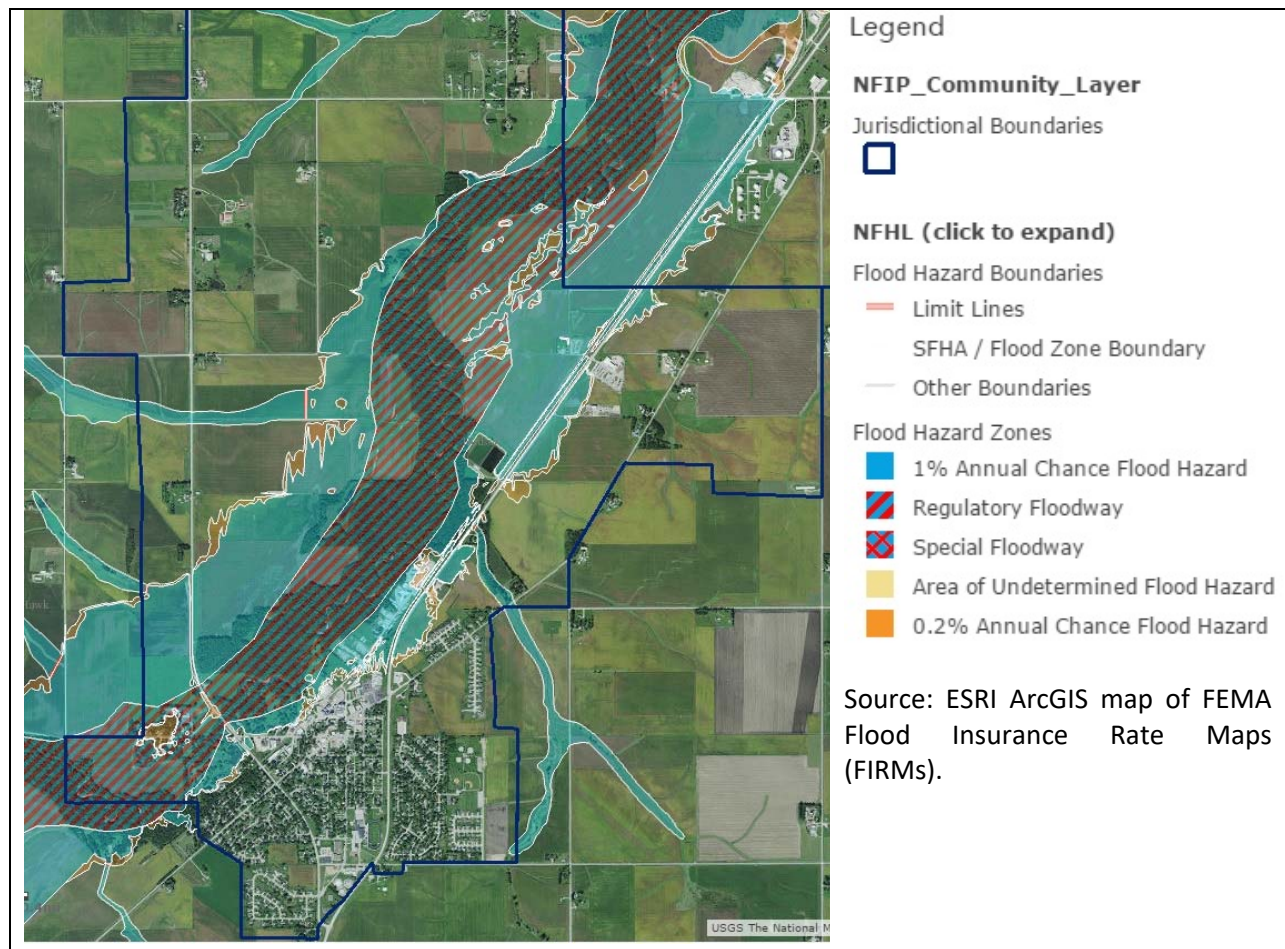 Legend
NFIP_Community_Layer
Jurisdictional Boundaries
NFHL (click to expand)
Flood Hazard Boundaries
Limit Lines
SFHA / Flood Zone Boundary
Other Boundaries
Flood Hazard Zones
1% Annual Chance Flood Hazard
Regulatory Floodway
Special Floodway
Area of Undetermined Flood Hazard
0.2% Annual Chance Flood Hazard
Source: ESRI ArcGIS map of FEMA
Flood Insurance Rate Maps
(FIRMs).
USGS The National M